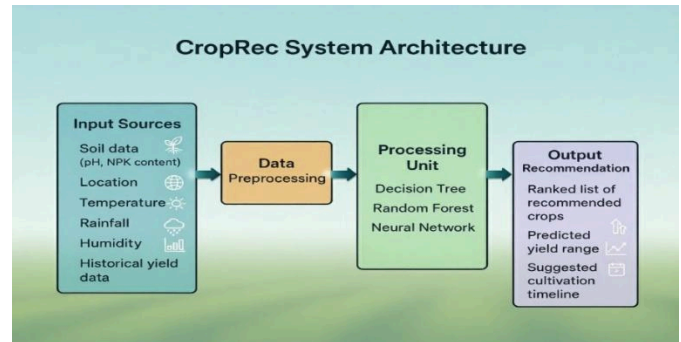 CropRec System Architecture
Input Sources
Soil data
(pH, NPK content)
Location
Temperature
Rainfall
Humidity
Historical yield
data
Data
Preprocessing
Processing
Unit
Decision Tree
Random Forest
Neural Network
Output
Recommendation
Ranked list of
recommended
crops
Predicted
yield range
Suggested
cultivation
timeline